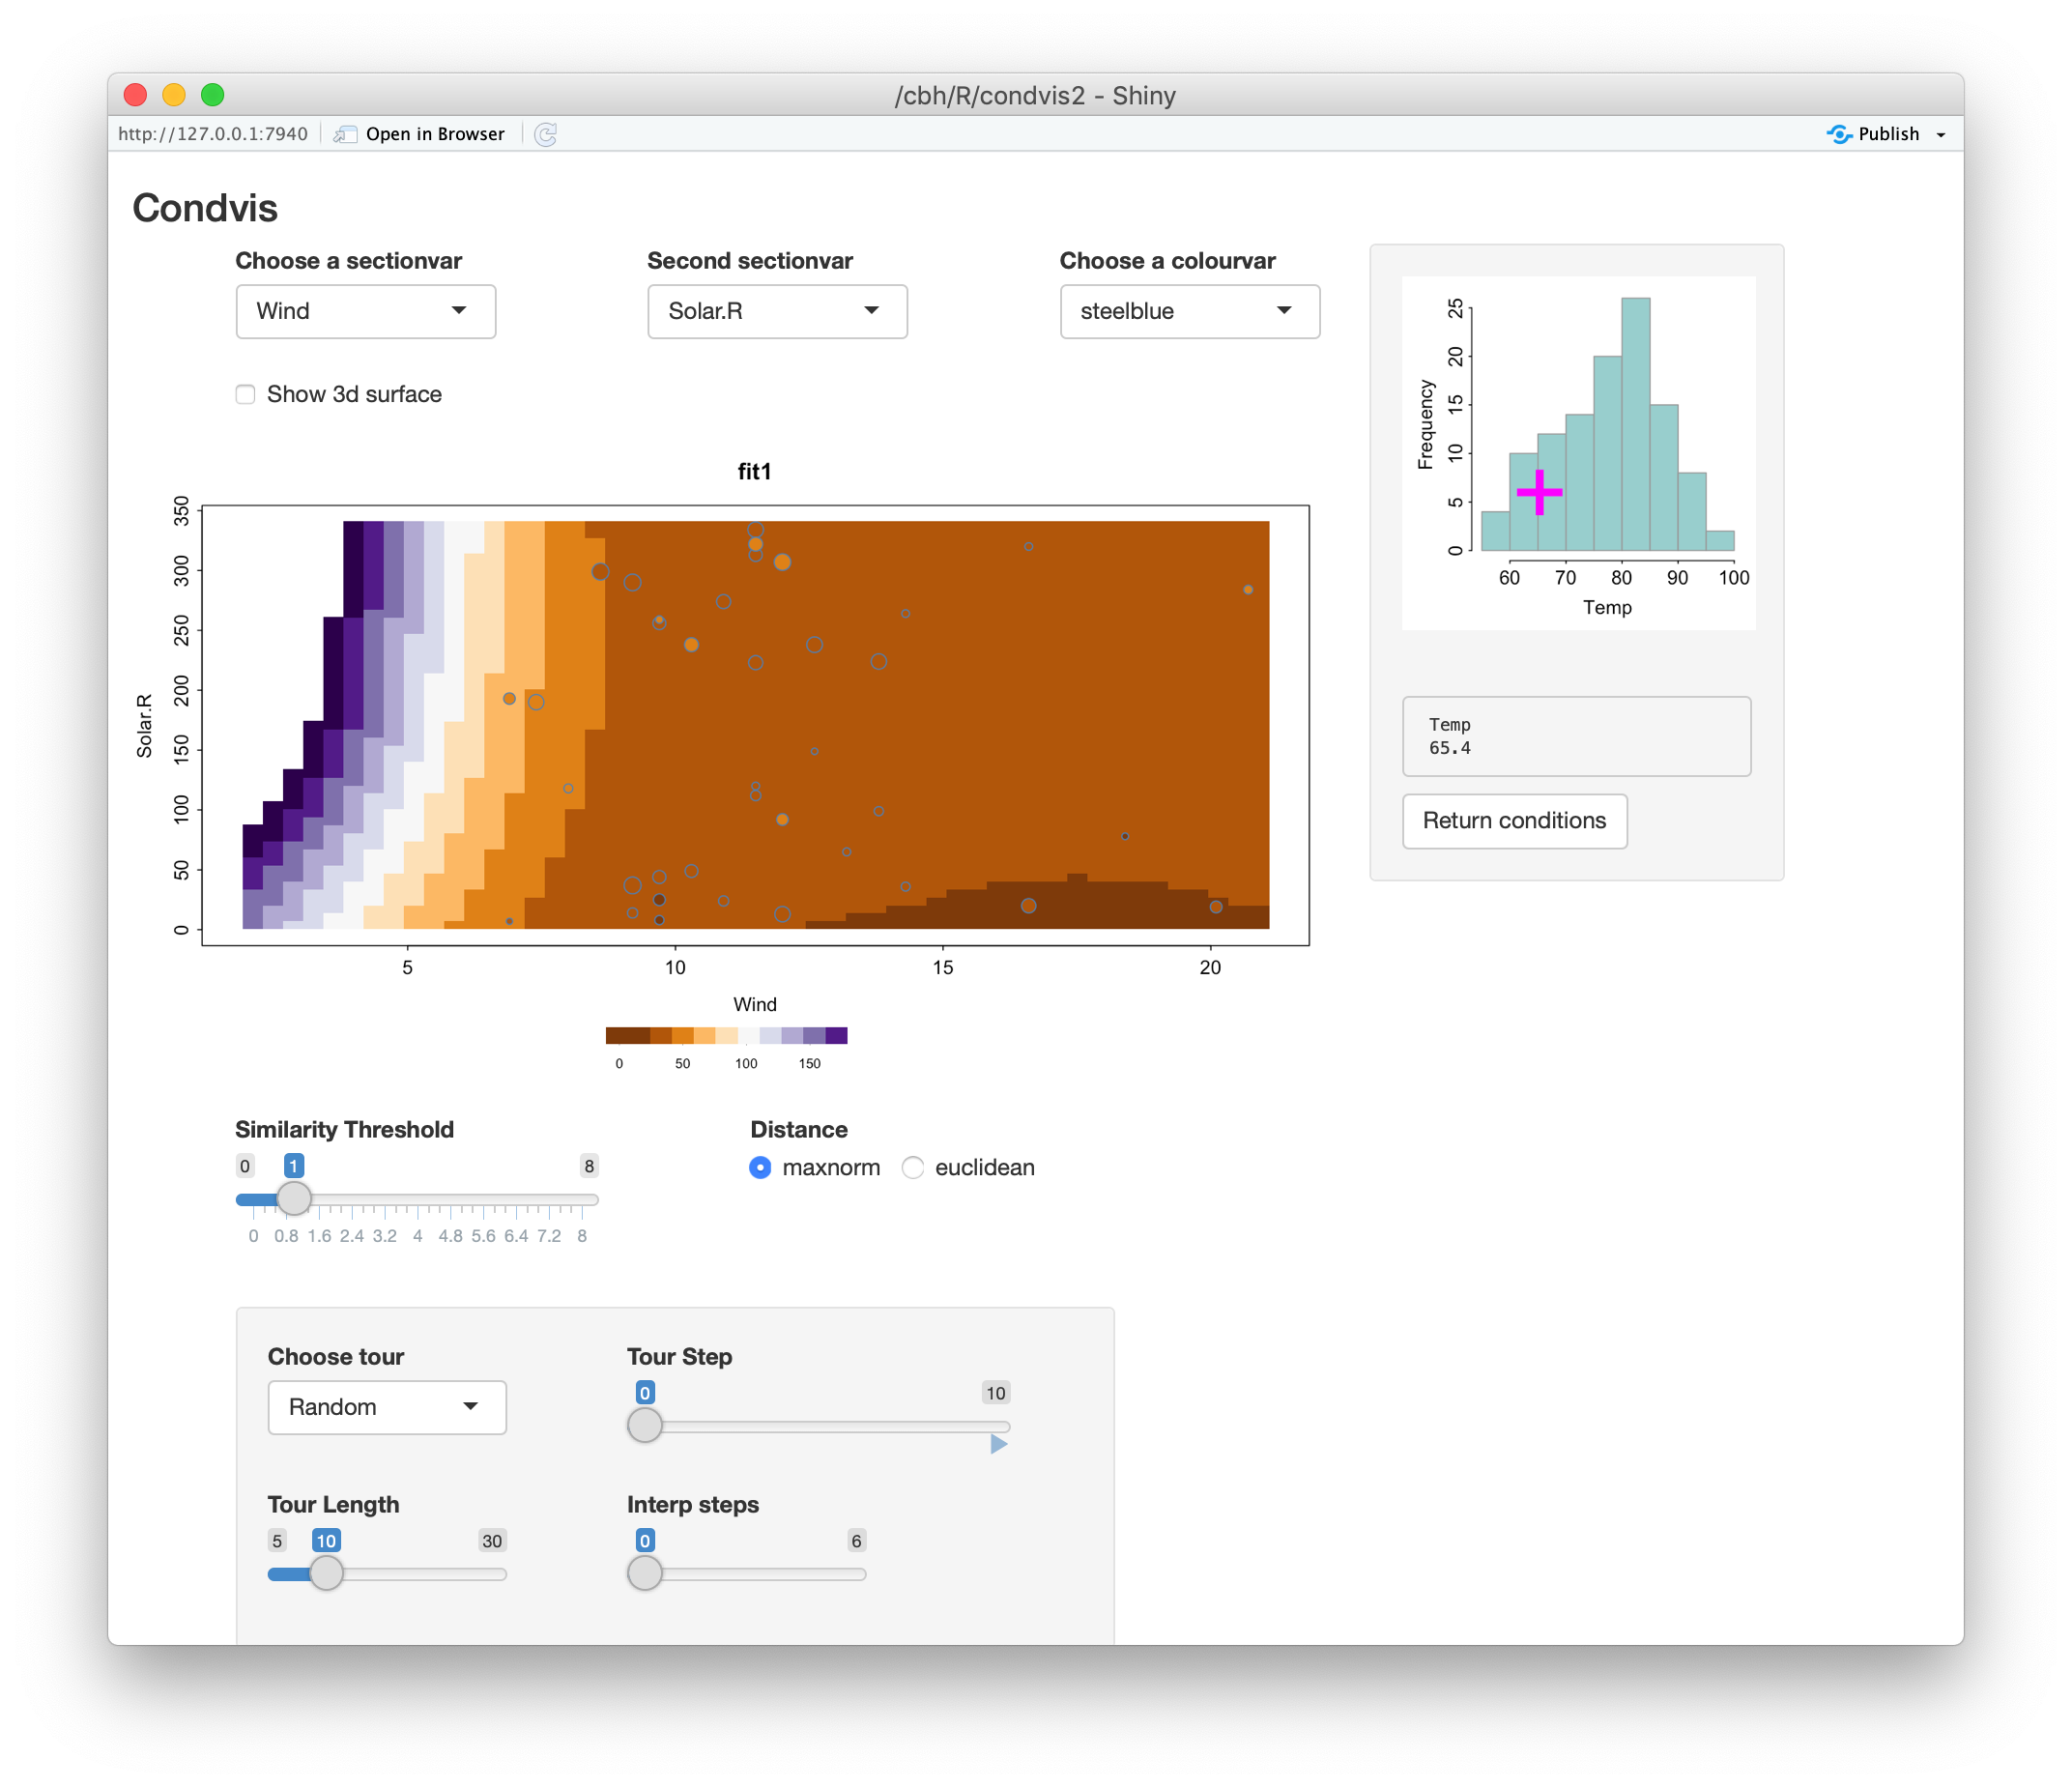 /cbh/R/condvis2 - Shiny
http://127.0.0.1:7940
Open in Browser
Publish
Condvis
Choose a sectionvar
Wind
Second sectionvar
Solar.R
Choose a colourvar
steelblue
Show 3d surface
fit1
Solar.R
350
300
250
200
150
100
50
0
5 10 15 20
Wind
0 50 100 150
Frequency
25
20
15
10
5
0
60 70 80 90 100
Temp
Temp
65.4
Return conditions
Similarity Threshold
0 1 8
0 0.8 1.6 2.4 3.2 4 4.8 5.6 6.4 7.2 8
Distance
maxnorm euclidean
Choose tour
Random
Tour Step
0 10
Tour Length
5 10 30
Interp steps
0 6